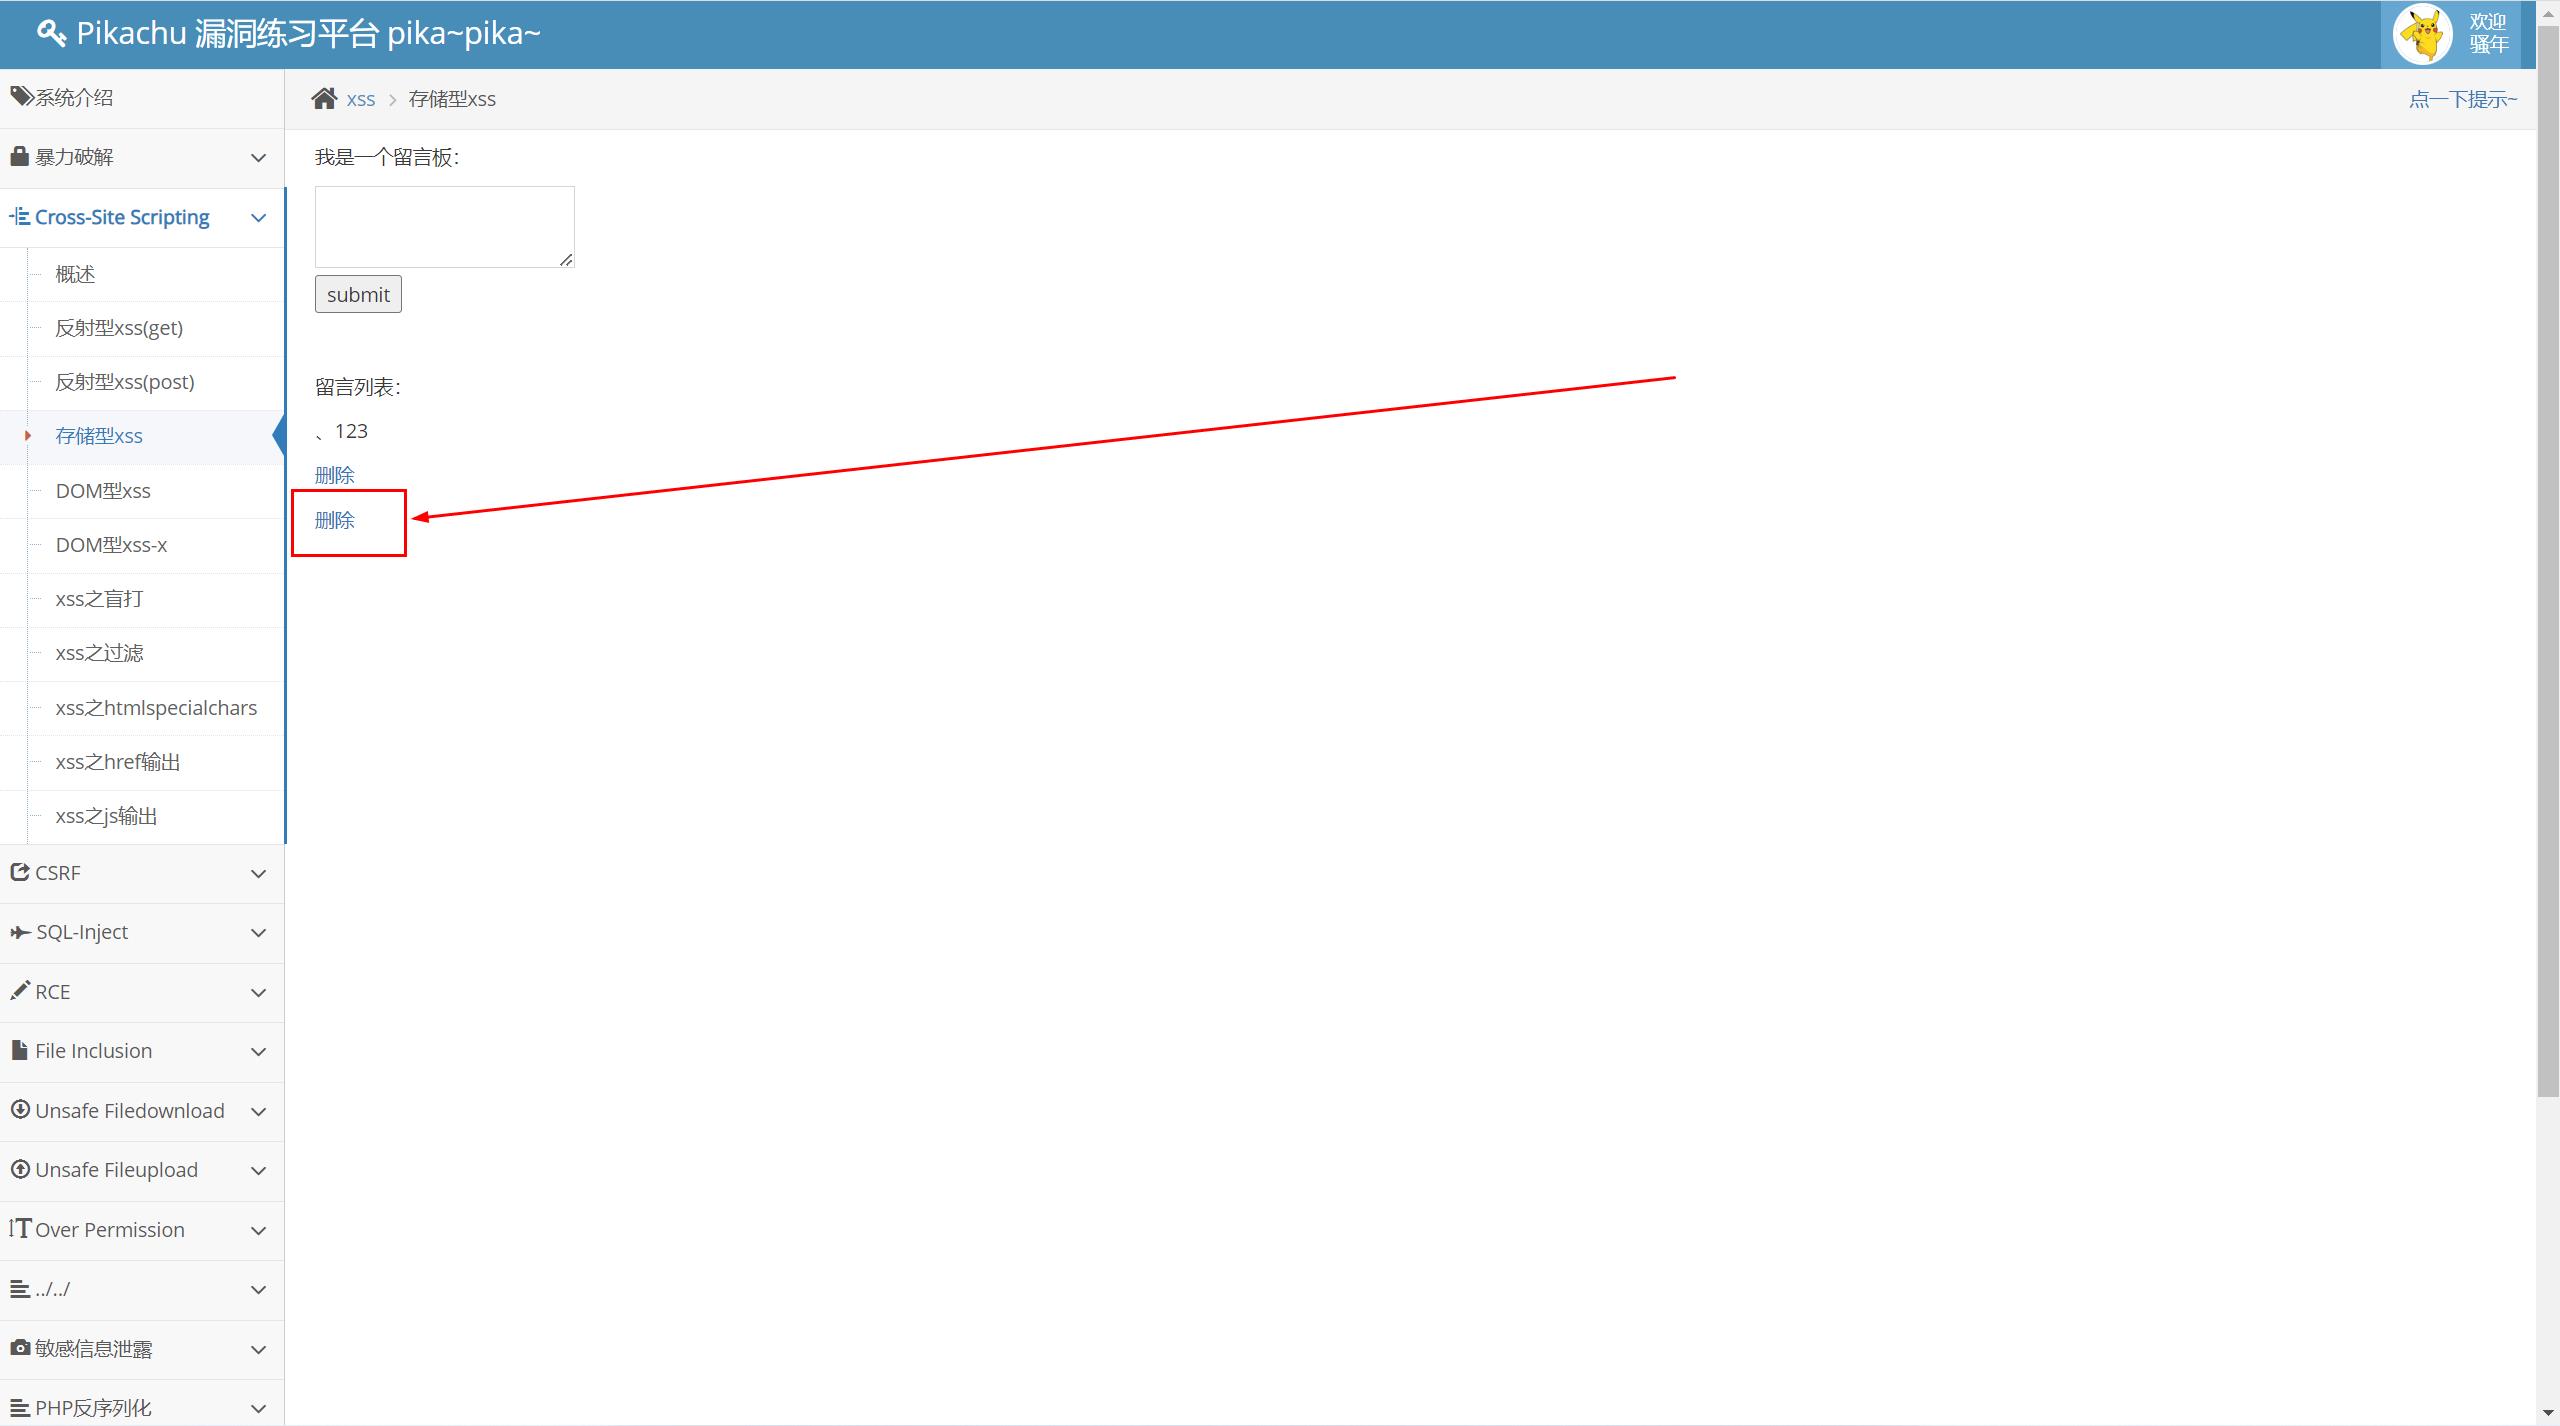 Pikachu 漏洞练习平台 pika~pika~
欢迎
骚年
系统介绍
暴力破解
Cross-Site Scripting
概述
反射型xss(get)
反射型xss(post)
存储型xss
DOM型xss
DOM型xss-x
xss之盲打
xss之过滤
xss之htmlspecialchars
xss之href输出
xss之js输出
CSRF
SQL-Inject
RCE
File Inclusion
Unsafe Filedownload
Unsafe Fileupload
Over Permission
../../
敏感信息泄露
PHP反序列化
xss > 存储型xss
点一下提示~
我是一个留言板：
submit
留言列表：
、123
删除
删除